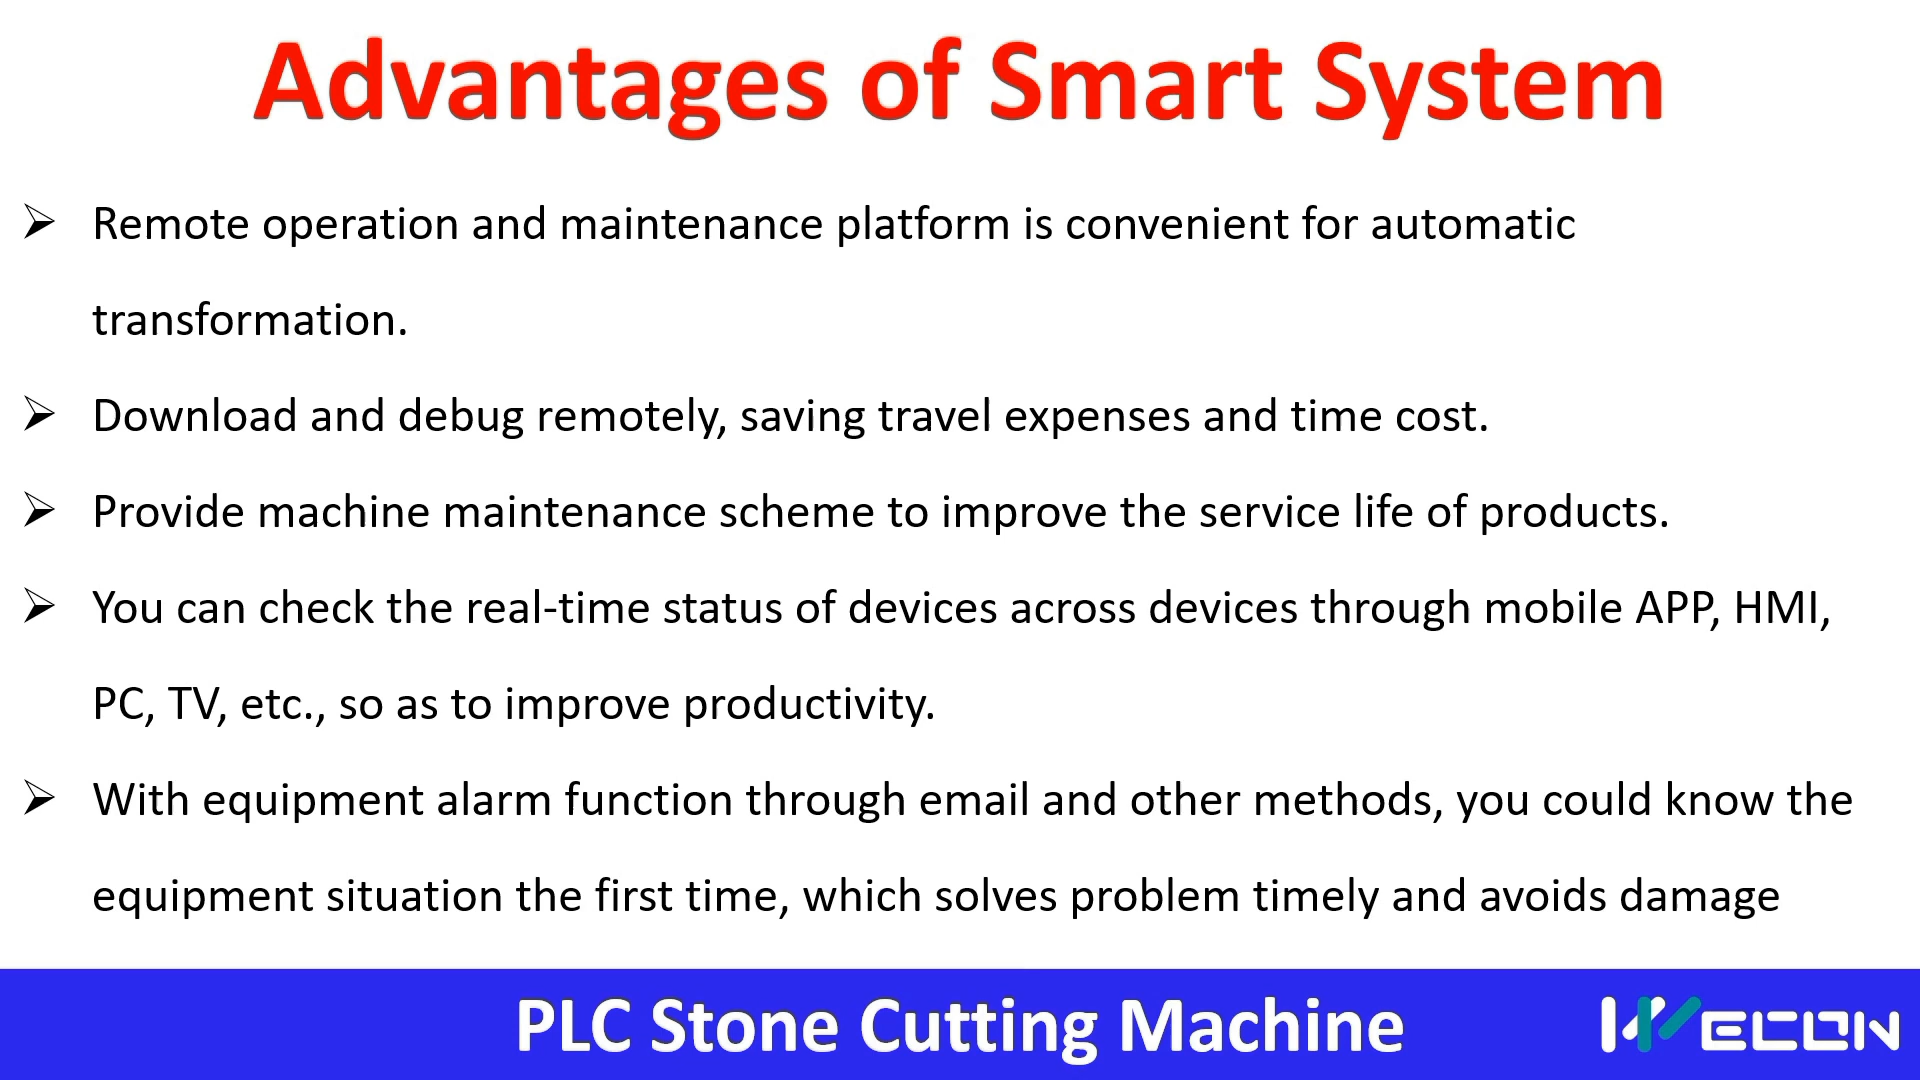 Advantages of Smart System
➢ Remote operation and maintenance platform is convenient for automatic
transformation.
➢ Download and debug remotely, saving travel expenses and time cost.
➢ Provide machine maintenance scheme to improve the service life of products.
➢ You can check the real-time status of devices across devices through mobile APP, HMI,
PC, TV, etc., so as to improve productivity.
➢ With equipment alarm function through email and other methods, you could know the
equipment situation the first time, which solves problem timely and avoids damage
PLC Stone Cutting Machine
WECON